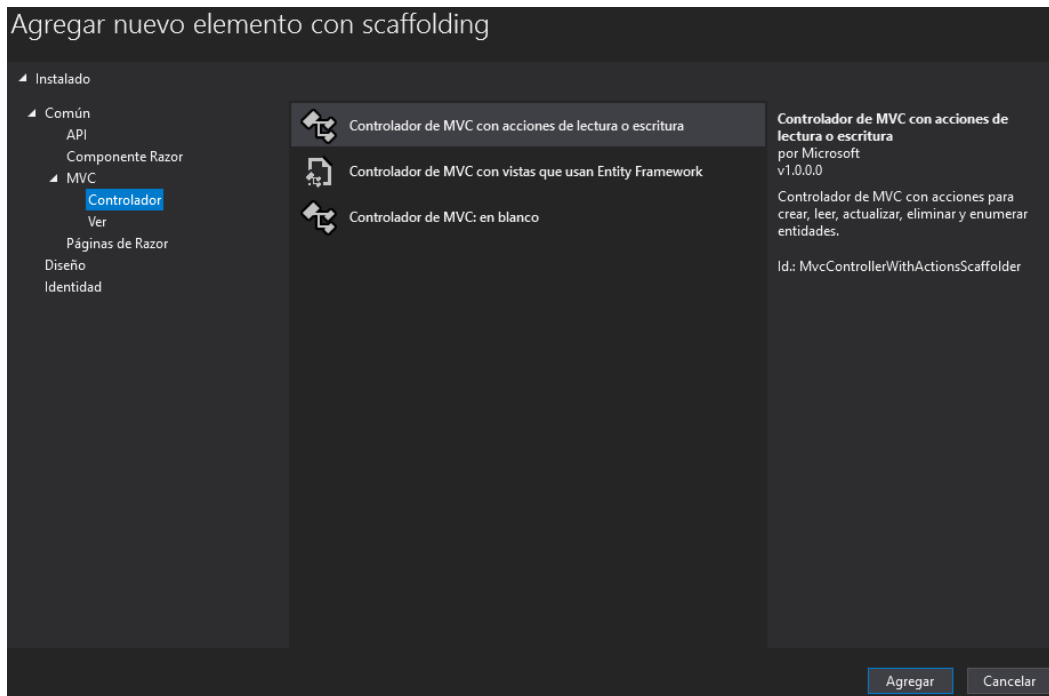 Agregar nuevo elemento con scaffolding
Instalado
Común
API
Componente Razor
MVC
Controlador
Ver
Páginas de Razor
Diseño
Identidad
Controlador de MVC con acciones de lectura o escritura
Controlador de MVC con vistas que usan Entity Framework
Controlador de MVC: en blanco
Controlador de MVC con acciones de
lectura o escritura
por Microsoft
v1.0.0.0
Controlador de MVC con acciones para
crear, leer, actualizar, eliminar y enumerar
entidades.
Id.: MvcControllerWithActionsScaffolder
Agregar
Cancelar